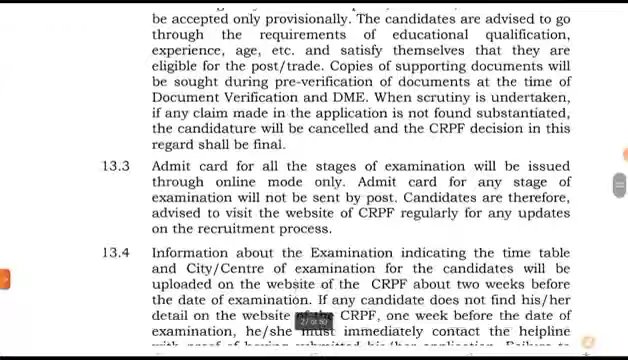 be accepted only provisionally. The candidates are advised to go
through the requirements of educational qualification,
experience, age, etc. and satisfy themselves that they are
eligible for the post/trade. Copies of supporting documents will
be sought during pre-verification of documents at the time of
Document Verification and DME. When scrutiny is undertaken,
if any claim made in the application is not found substantiated,
the candidature will be cancelled and the CRPF decision in this
regard shall be final.
13.3 Admit card for all the stages of examination will be issued
through online mode only. Admit card for any stage of
examination will not be sent by post. Candidates are therefore,
advised to visit the website of CRPF regularly for any updates
on the recruitment process.
13.4 Information about the Examination indicating the time table
and City/Centre of examination for the candidates will be
uploaded on the website of the CRPF about two weeks before
the date of examination. If any candidate does not find his/her
detail on the website of the CRPF, one week before the date of
examination, he/she must immediately contact the helpline